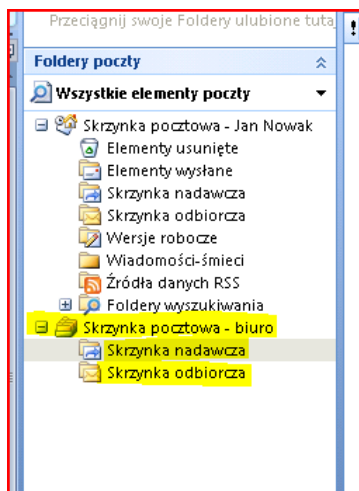 Przeciągnij swoje Foldery ulubione tutaj
Foldery poczty
Wszystkie elementy poczty
Skrzynka pocztowa - Jan Nowak
Elementy usunięte
Elementy wysłane
Skrzynka nadawcza
Skrzynka odbiorcza
Wersje robocze
Wiadomości-śmieci
Źródła danych RSS
Foldery wyszukiwania
Skrzynka pocztowa - biuro
Skrzynka nadawcza
Skrzynka odbiorcza